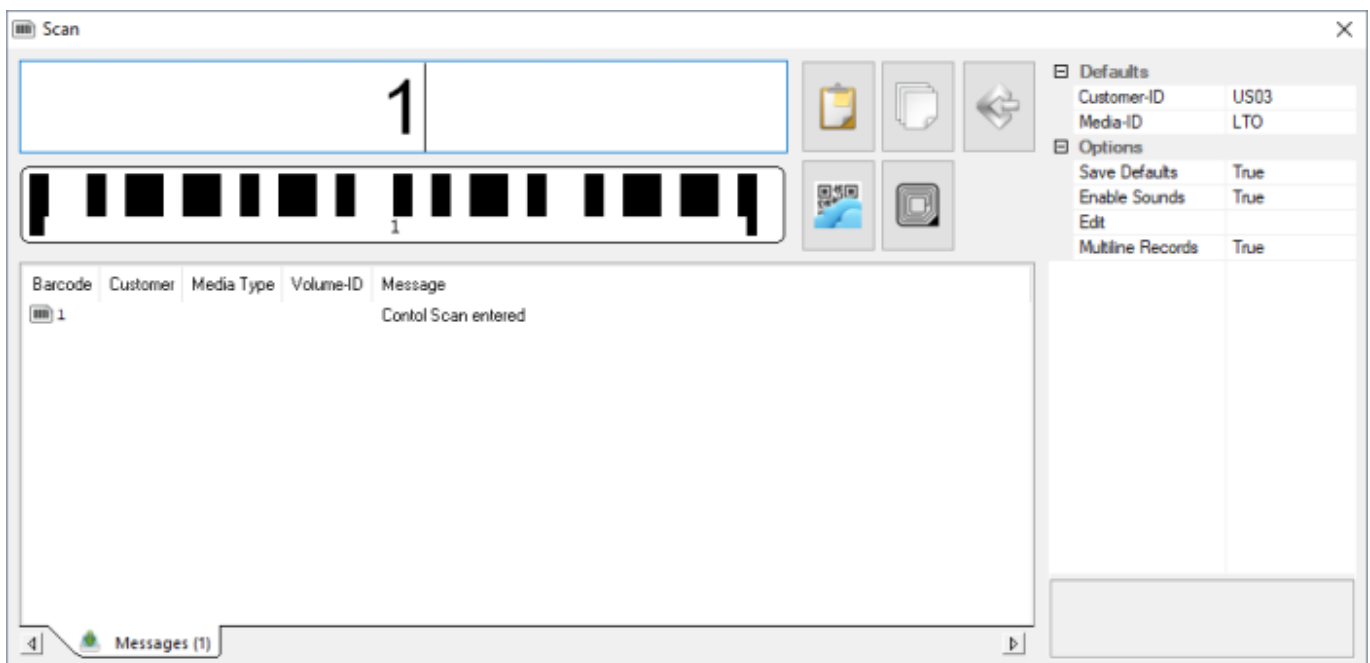 Scan
1
1
Defaults
Customer-ID US03
Media-ID LTO
Options
Save Defaults True
Enable Sounds True
Edit
Multiline Records True
Barcode Customer Media Type Volume-ID Message
1 Contol Scan entered
Messages (1)